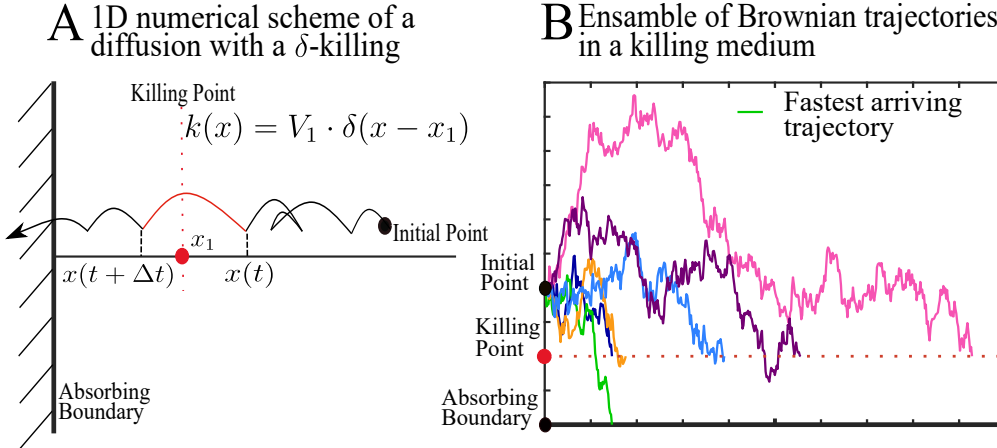 A 1D numerical scheme of a
diffusion with a δ-killing
Killing Point
k(x) = V₁ · δ(x − x₁)
Initial Point
x₁
x(t + Δt)
x(t)
Absorbing
Boundary
B Ensemble of Brownian trajectories
in a killing medium
Fastest arriving
trajectory
Initial
Point
Killing
Point
Absorbing
Boundary